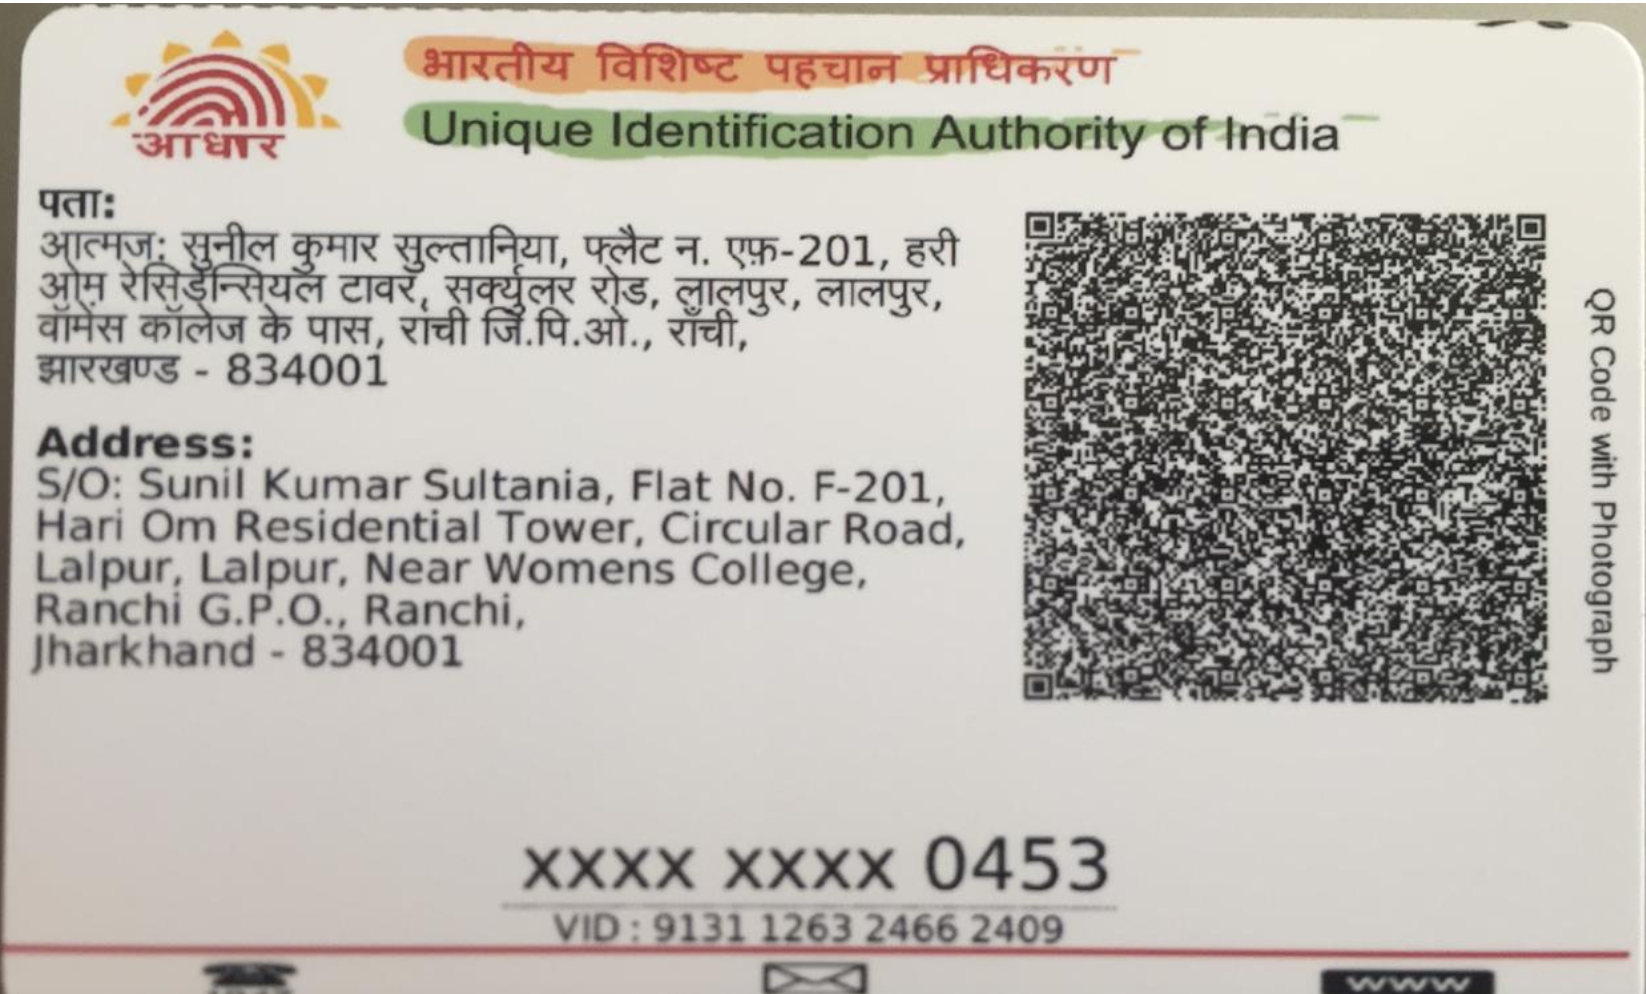 भारतीय विशिष्ट पहचान प्राधिकरण
Unique Identification Authority of India
आधार
पता:
आत्मज: सुनील कुमार सुल्तानिया, फ्लैट न. एफ़-201, हरी
ओम रेसिडेन्सियल टावर, सर्क्युलर रोड, लालपुर, लालपुर,
वॉमेंस कॉलेज के पास, रांची जि.पि.ओ., राँची,
झारखण्ड - 834001
Address:
S/O: Sunil Kumar Sultania, Flat No. F-201,
Hari Om Residential Tower, Circular Road,
Lalpur, Lalpur, Near Womens College,
Ranchi G.P.O., Ranchi,
Jharkhand - 834001
QR Code with Photograph
xxxx xxxx 0453
VID : 9131 1263 2466 2409
www